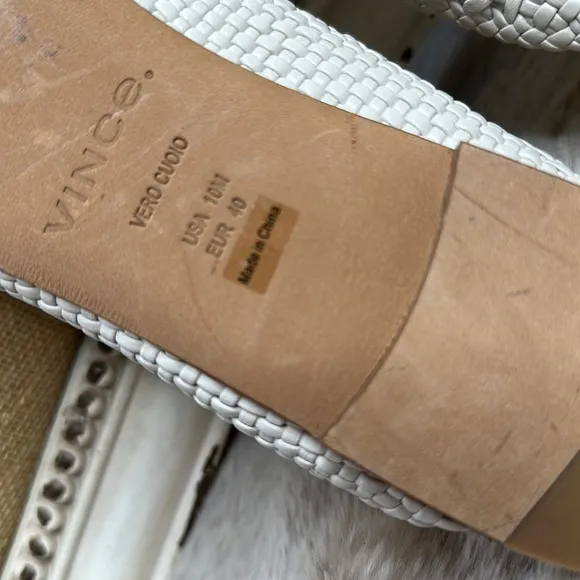 VINCE.
VERO CUOIO
USA 10M
EUR 40
Made in China